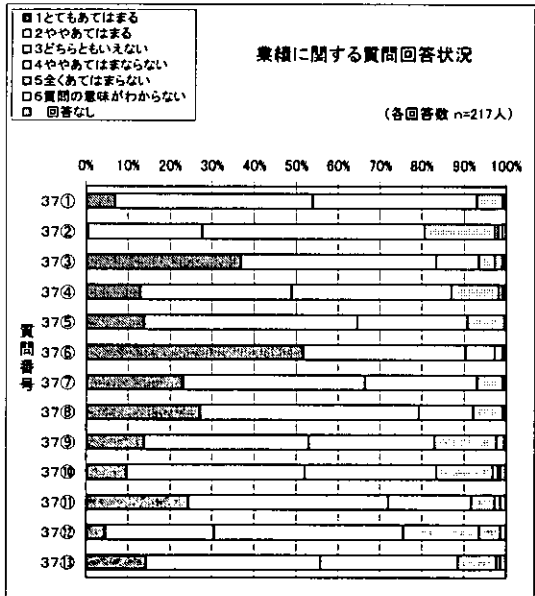 1とてもあてはまる
2ややあてはまる
3どちらともいえない
4ややあてはまならない
5全くあてはまらない
6質問の意味がわからない
回答なし
業績に関する質問回答状況
(各回答数 n=217人)
0% 10% 20% 30% 40% 50% 60% 70% 80% 90% 100%
質問番号
37①
37②
37③
37④
37⑤
37⑥
37⑦
37⑧
37⑨
37⑩
37⑪
37⑫
37⑬